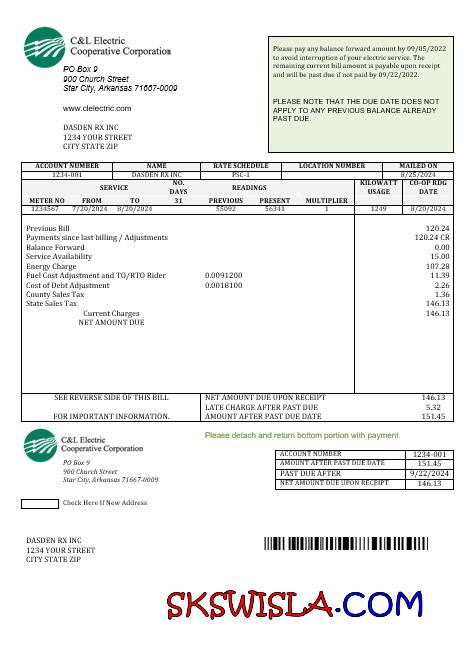 C&L Electric
Cooperative Corporation
PO Box 9
900 Church Street
Star City, Arkansas 71667-0009
www.clelectric.com
DASDEN RX INC
1234 YOUR STREET
CITY STATE ZIP
Please pay any balance forward amount by 09/05/2022
to avoid interruption of your electric service. The
remaining current bill amount is payable upon receipt
and will be past due if not paid by 09/22/2022.
PLEASE NOTE THAT THE DUE DATE DOES NOT
APPLY TO ANY PREVIOUS BALANCE ALREADY
PAST DUE.
ACCOUNT NUMBER NAME RATE SCHEDULE LOCATION NUMBER MAILED ON
1234-001 DASDEN RX INC PSC-1 8/25/2024
SERVICE NO. DAYS READINGS KILOWATT USAGE CO-OP RDG DATE
METER NO FROM TO 31 PREVIOUS PRESENT MULTIPLIER
1234567 7/20/2024 8/20/2024 55092 56341 1 1249 8/20/2024
Previous Bill 120.24
Payments since last billing / Adjustments 120.24 CR
Balance Forward 0.00
Service Availability 15.00
Energy Charge 107.28
Fuel Cost Adjustment and TO/RTO Rider 0.0091200 11.39
Cost of Debt Adjustment 0.0018100 2.26
County Sales Tax 1.36
State Sales Tax 146.13
Current Charges 146.13
NET AMOUNT DUE
SEE REVERSE SIDE OF THIS BILL NET AMOUNT DUE UPON RECEIPT 146.13
LATE CHARGE AFTER PAST DUE 5.32
FOR IMPORTANT INFORMATION. AMOUNT AFTER PAST DUE DATE 151.45
C&L Electric
Cooperative Corporation
PO Box 9
900 Church Street
Star City, Arkansas 71667-0009
Please detach and return bottom portion with payment
ACCOUNT NUMBER 1234-001
AMOUNT AFTER PAST DUE DATE 151.45
PAST DUE AFTER 9/22/2024
NET AMOUNT DUE UPON RECEIPT 146.13
Check Here If New Address
DASDEN RX INC
1234 YOUR STREET
CITY STATE ZIP
SKSWISLA.COM